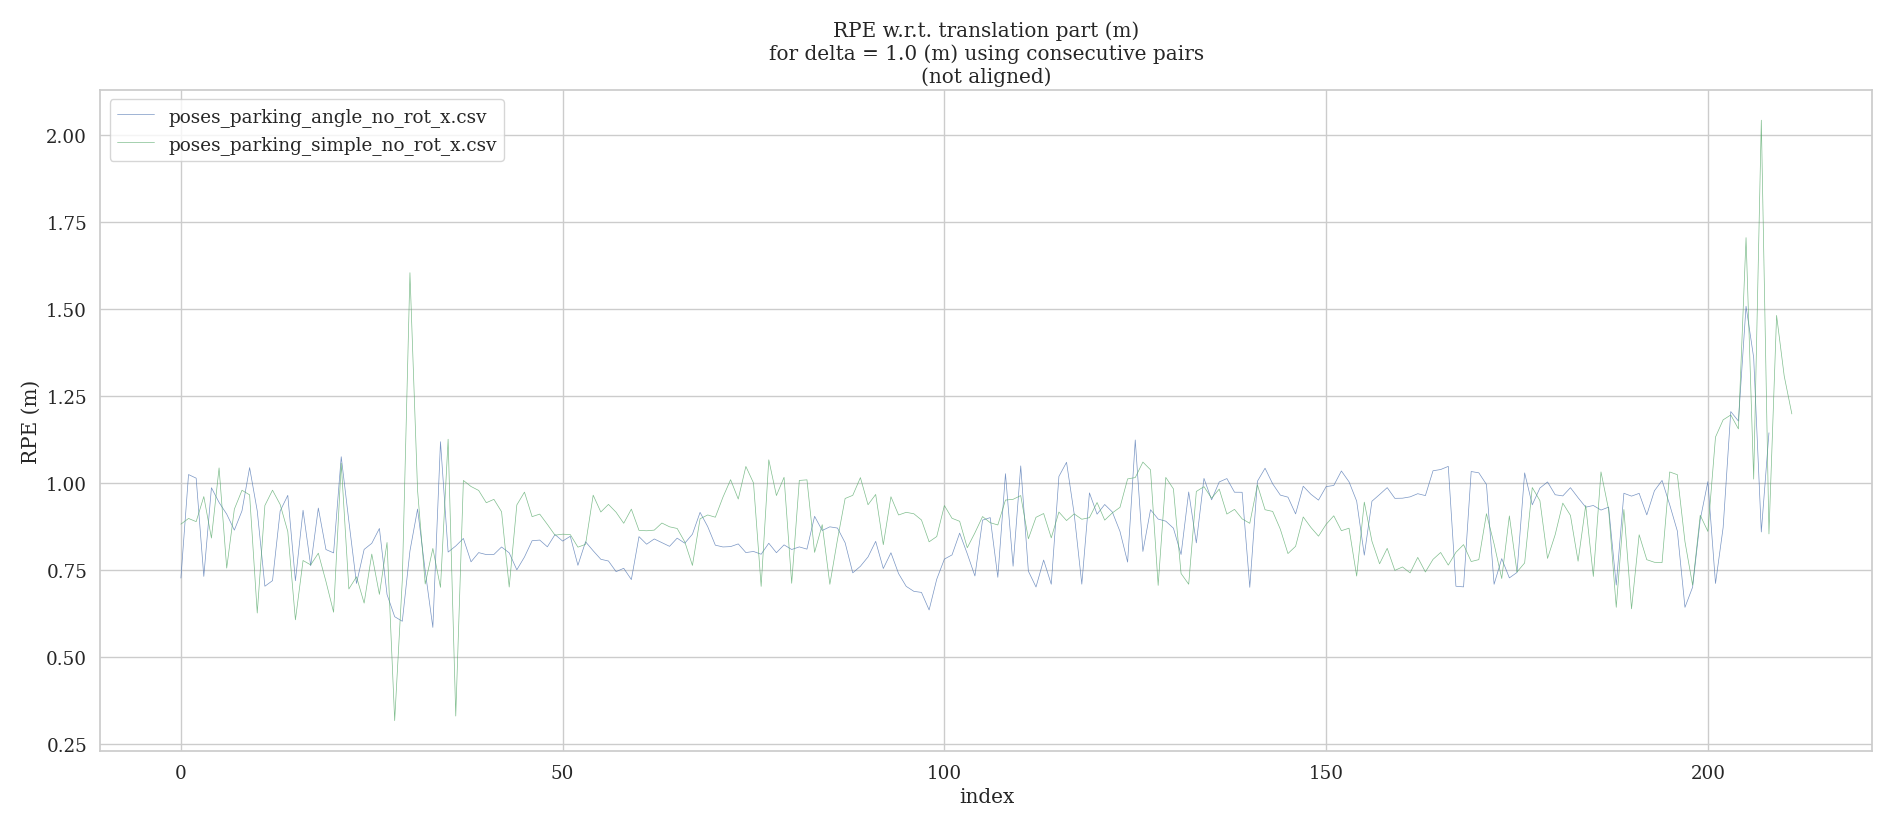 RPE w.r.t. translation part (m)
for delta = 1.0 (m) using consecutive pairs
(not aligned)
poses_parking_angle_no_rot_x.csv
poses_parking_simple_no_rot_x.csv
RPE (m)
2.00
1.75
1.50
1.25
1.00
0.75
0.50
0.25
0 50 100 150 200
index